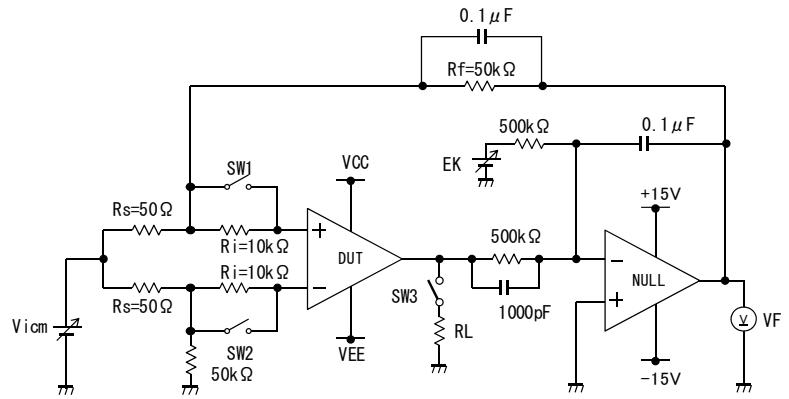 0.1μF
Rf=50kΩ
500kΩ
0.1μF
EK
SW1
VCC
+15V
Rs=50Ω
Ri=10kΩ
500kΩ
Ri=10kΩ
DUT
NULL
Rs=50Ω
SW3
1000pF
Vicm
SW2
RL
V
VF
50kΩ
VEE
-15V